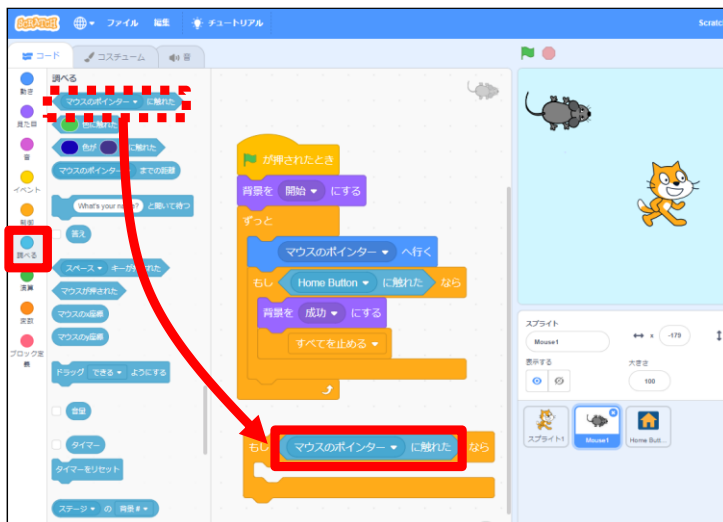 SCRATCH ファイル 編集 チュートリアル Scratch
コード コスチューム 音
動き
見た目
音
イベント
制御
調べる
演算
変数
ブロック定義
調べる
マウスのポインター に触れた
色に触れた
色が に触れた
マウスのポインター までの距離
What's your name? と聞いて待つ
答え
スペース キーが押された
マウスが押された
マウスのx座標
マウスのy座標
ドラッグ できる ようにする
音量
タイマー
タイマーをリセット
ステージ の 背景 #
が押されたとき
背景を 開始 にする
ずっと
マウスのポインター へ行く
もし Home Button に触れた なら
背景を 成功 にする
すべてを止める
もし マウスのポインター に触れた なら
スプライト
Mouse1 x -179
表示する 大きさ
100
スプライト1 Mouse1 Home Butt...